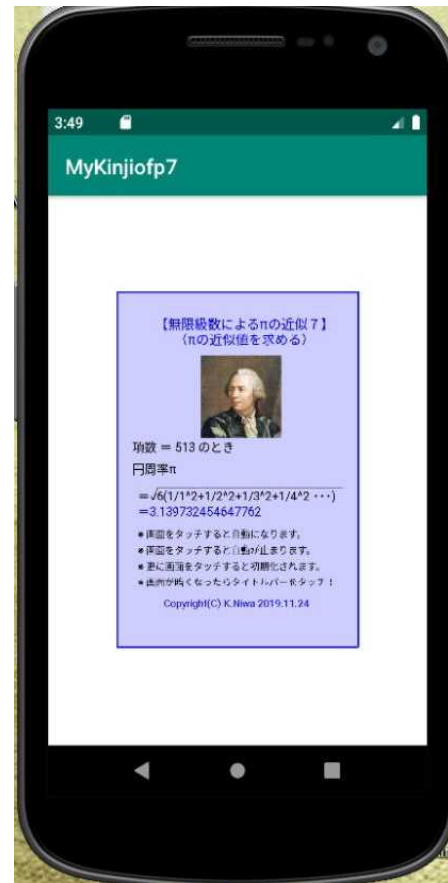 3:49
MyKinjiofp7
【無限級数によるπの近似７】
(πの近似値を求める)
項数 ＝ 513 のとき
円周率π
＝√6(1/1^2+1/2^2+1/3^2+1/4^2 ･･･)
＝3.139732454647762
＊画面をタッチすると自動になります。
＊画面をタッチすると自動が止まります。
＊更に画面をタッチすると初期化されます。
＊画面が暗くなったらタイトルバーをタッチ！
Copyright(C) K.Niwa 2019.11.24